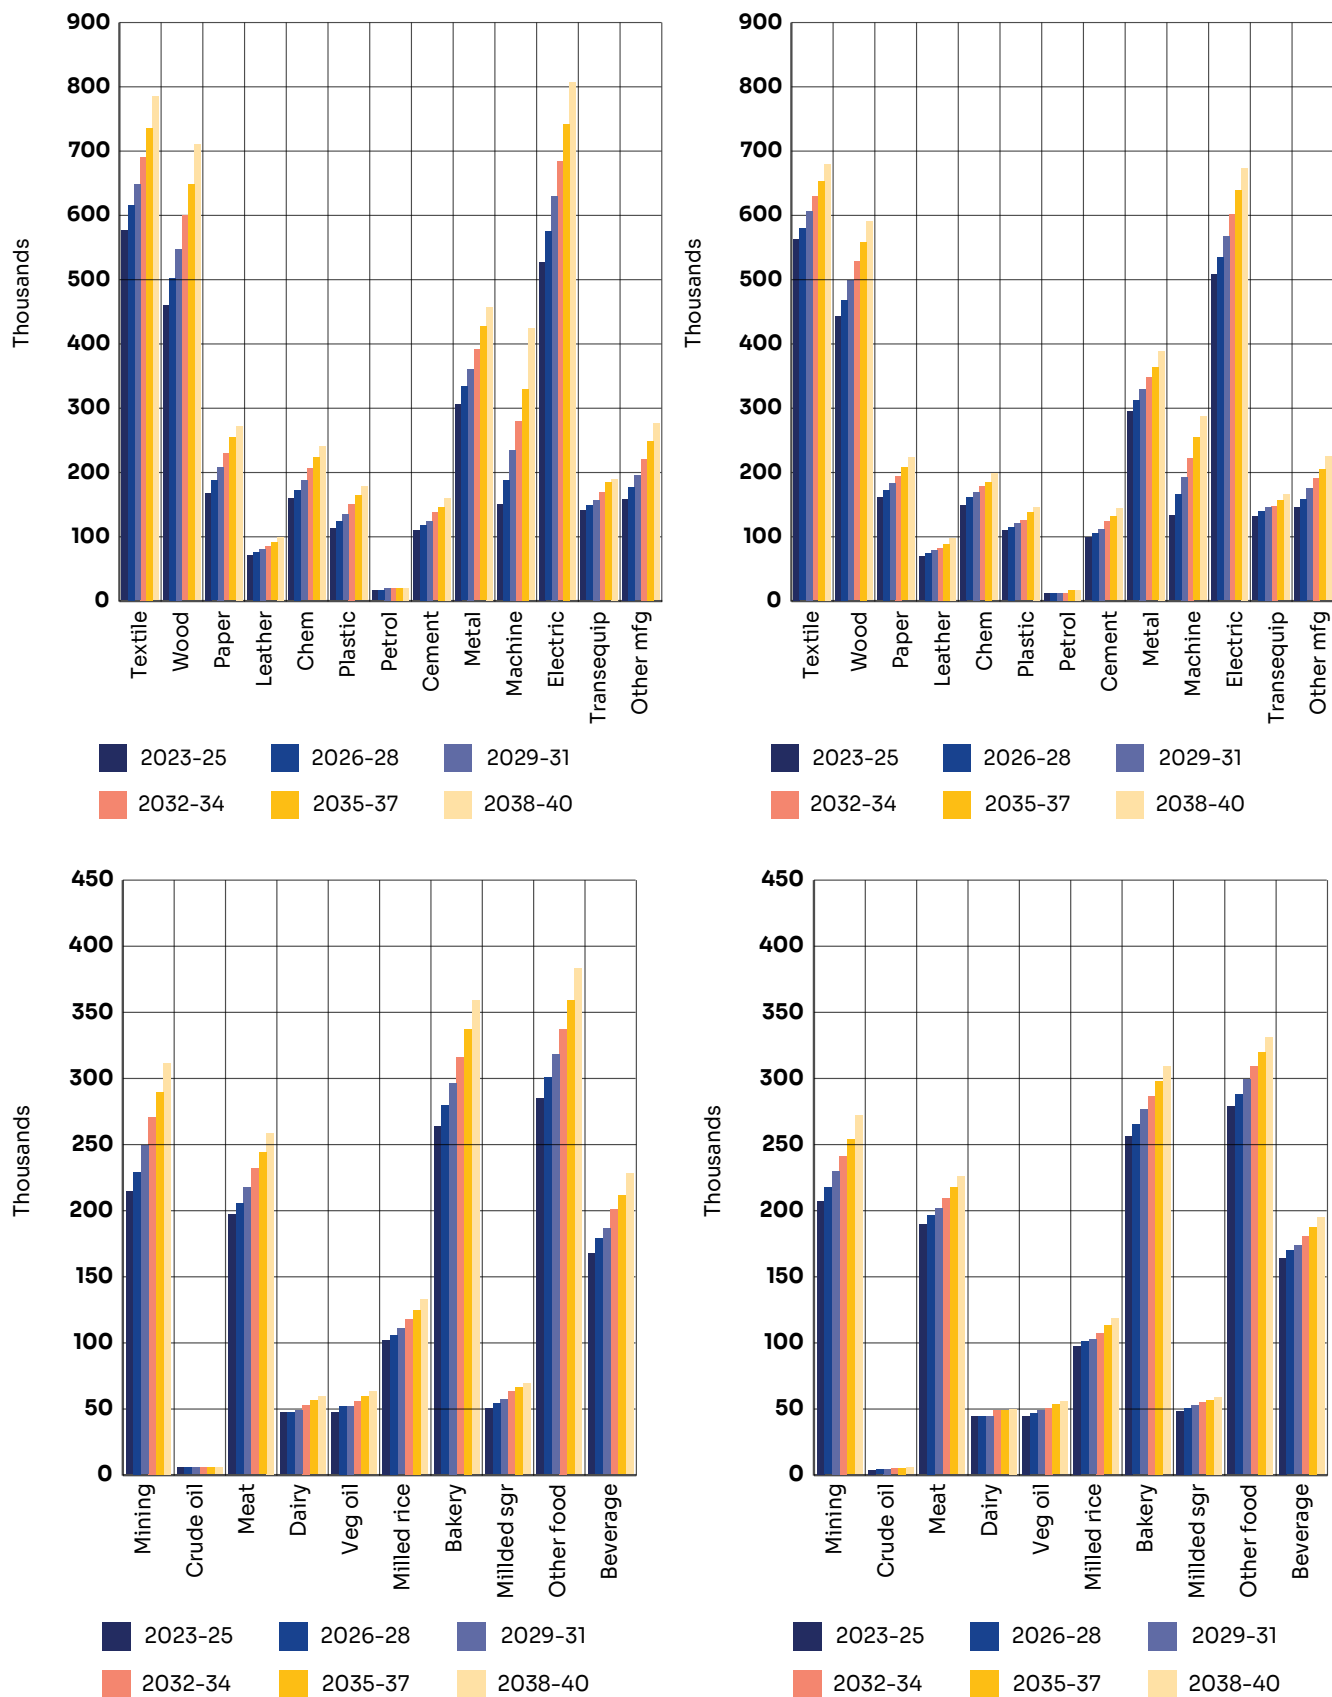 900
800
700
600
500
400
300
200
100
0
Thousands
Textile
Wood
Paper
Leather
Chem
Plastic
Petrol
Cement
Metal
Machine
Electric
Transequip
Other mfg
2023-25 2026-28 2029-31
2032-34 2035-37 2038-40
900
800
700
600
500
400
300
200
100
0
Thousands
Textile
Wood
Paper
Leather
Chem
Plastic
Petrol
Cement
Metal
Machine
Electric
Transequip
Other mfg
2023-25 2026-28 2029-31
2032-34 2035-37 2038-40
450
400
350
300
250
200
150
100
50
0
Thousands
Mining
Crude oil
Meat
Dairy
Veg oil
Milled rice
Bakery
Millded sgr
Other food
Beverage
2023-25 2026-28 2029-31
2032-34 2035-37 2038-40
450
400
350
300
250
200
150
100
50
0
Thousands
Mining
Crude oil
Meat
Dairy
Veg oil
Milled rice
Bakery
Millded sgr
Other food
Beverage
2023-25 2026-28 2029-31
2032-34 2035-37 2038-40